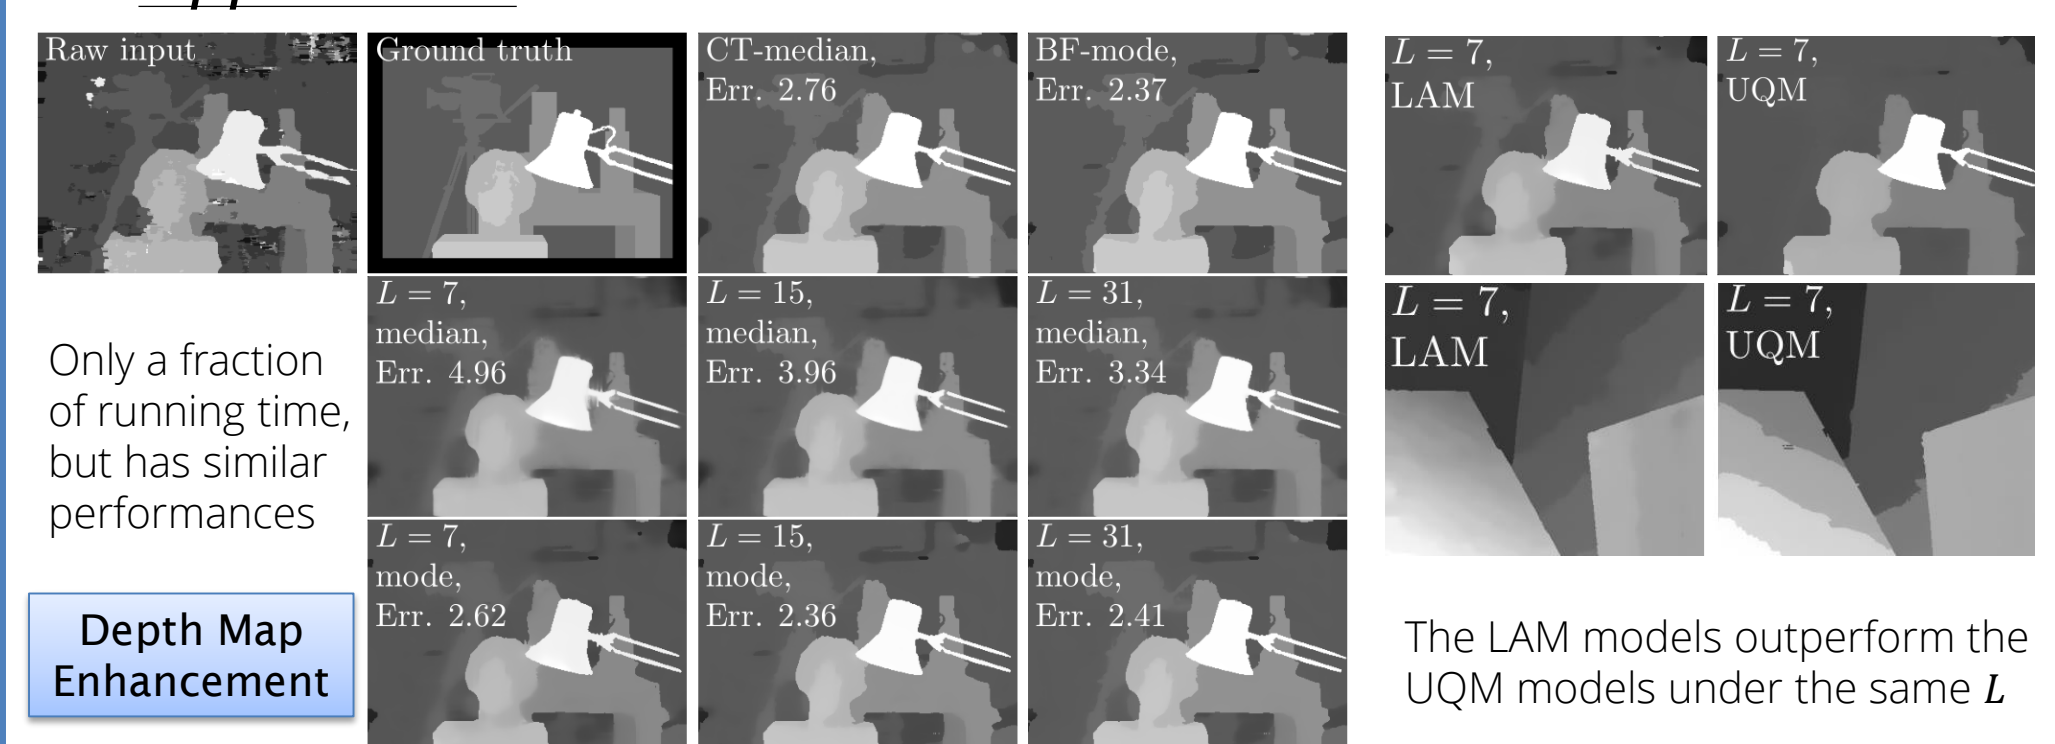 Raw input
Ground truth
CT-median,
Err. 2.76
BF-mode,
Err. 2.37
L = 7,
median,
Err. 4.96
L = 15,
median,
Err. 3.96
L = 31,
median,
Err. 3.34
L = 7,
mode,
Err. 2.62
L = 15,
mode,
Err. 2.36
L = 31,
mode,
Err. 2.41
Only a fraction
of running time,
but has similar
performances
Depth Map
Enhancement
L = 7,
LAM
L = 7,
UQM
L = 7,
LAM
L = 7,
UQM
The LAM models outperform the
UQM models under the same L